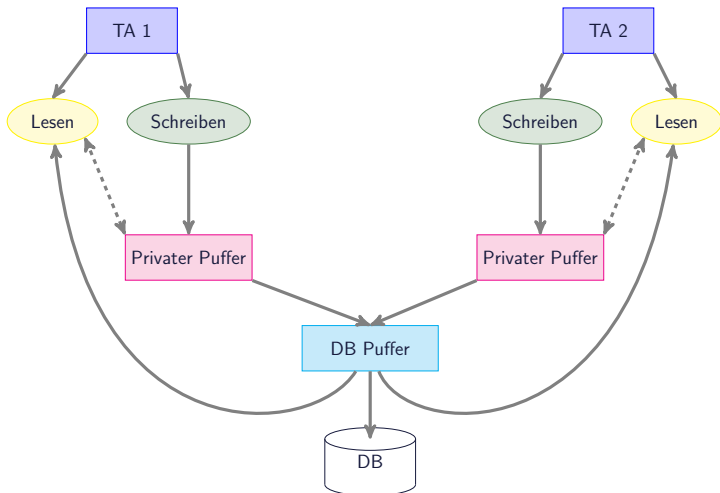 TA 1
TA 2
Lesen
Schreiben
Schreiben
Lesen
Privater Puffer
Privater Puffer
DB Puffer
DB